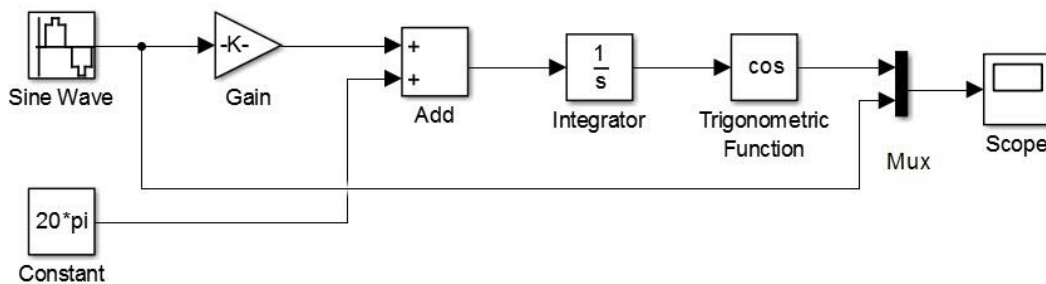 Sine Wave
-K-
Gain
+
+
Add
1
s
Integrator
cos
Trigonometric
Function
Mux
Scope
20*pi
Constant